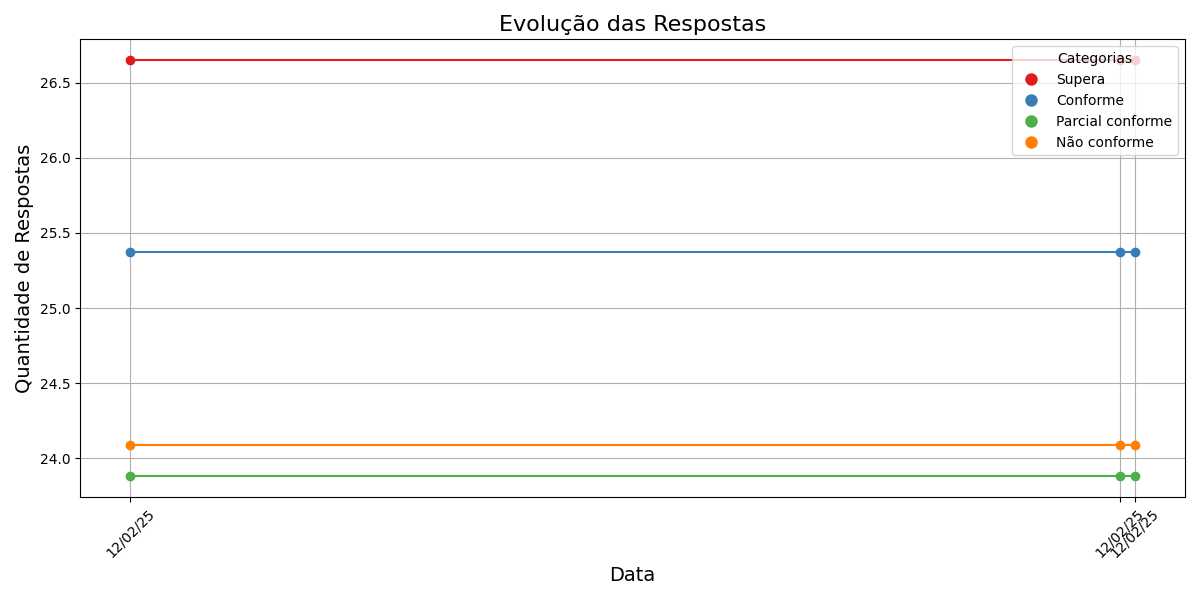 Evolução das Respostas
Categorias
Supera
Conforme
Parcial conforme
Não conforme
Quantidade de Respostas
26.5
26.0
25.5
25.0
24.5
24.0
12/02/25
12/02/25
12/02/25
Data